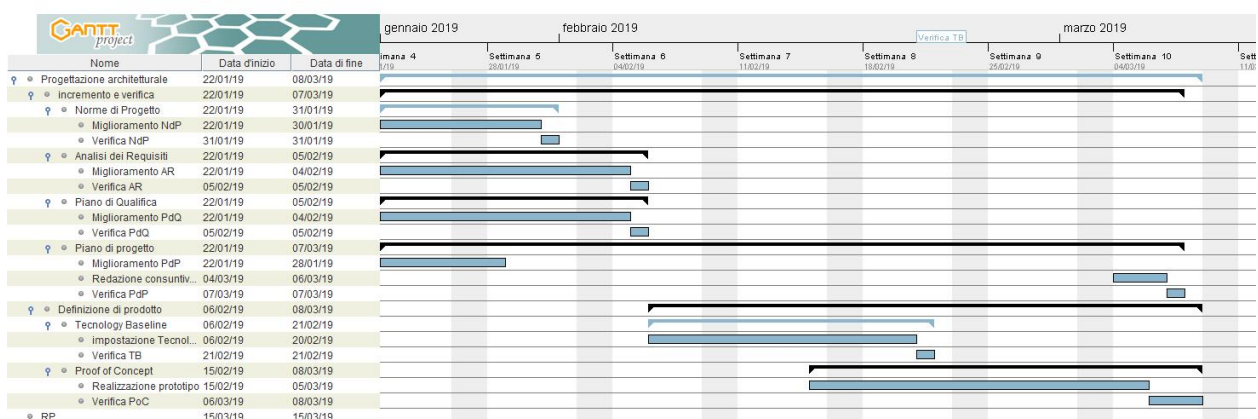 GANTT project
gennaio 2019 febbraio 2019 marzo 2019
Verifica TB
Nome Data d'inizio Data di fine
imana 4 Settimana 5 Settimana 6 Settimana 7 Settimana 8 Settimana 9 Settimana 10 Sett
1/19 28/01/19 04/02/19 11/02/19 18/02/19 25/02/19 04/03/19 11/0
Progettazione architetturale 22/01/19 08/03/19
incremento e verifica 22/01/19 07/03/19
Norme di Progetto 22/01/19 31/01/19
Miglioramento NdP 22/01/19 30/01/19
Verifica NdP 31/01/19 31/01/19
Analisi dei Requisiti 22/01/19 05/02/19
Miglioramento AR 22/01/19 04/02/19
Verifica AR 05/02/19 05/02/19
Piano di Qualifica 22/01/19 05/02/19
Miglioramento PdQ 22/01/19 04/02/19
Verifica PdQ 05/02/19 05/02/19
Piano di progetto 22/01/19 07/03/19
Miglioramento PdP 22/01/19 28/01/19
Redazione consuntiv... 04/03/19 06/03/19
Verifica PdP 07/03/19 07/03/19
Definizione di prodotto 06/02/19 08/03/19
Tecnology Baseline 06/02/19 21/02/19
impostazione Tecnol... 06/02/19 20/02/19
Verifica TB 21/02/19 21/02/19
Proof of Concept 15/02/19 08/03/19
Realizzazione prototipo 15/02/19 05/03/19
Verifica PoC 06/03/19 08/03/19
RP 15/03/19 15/03/19